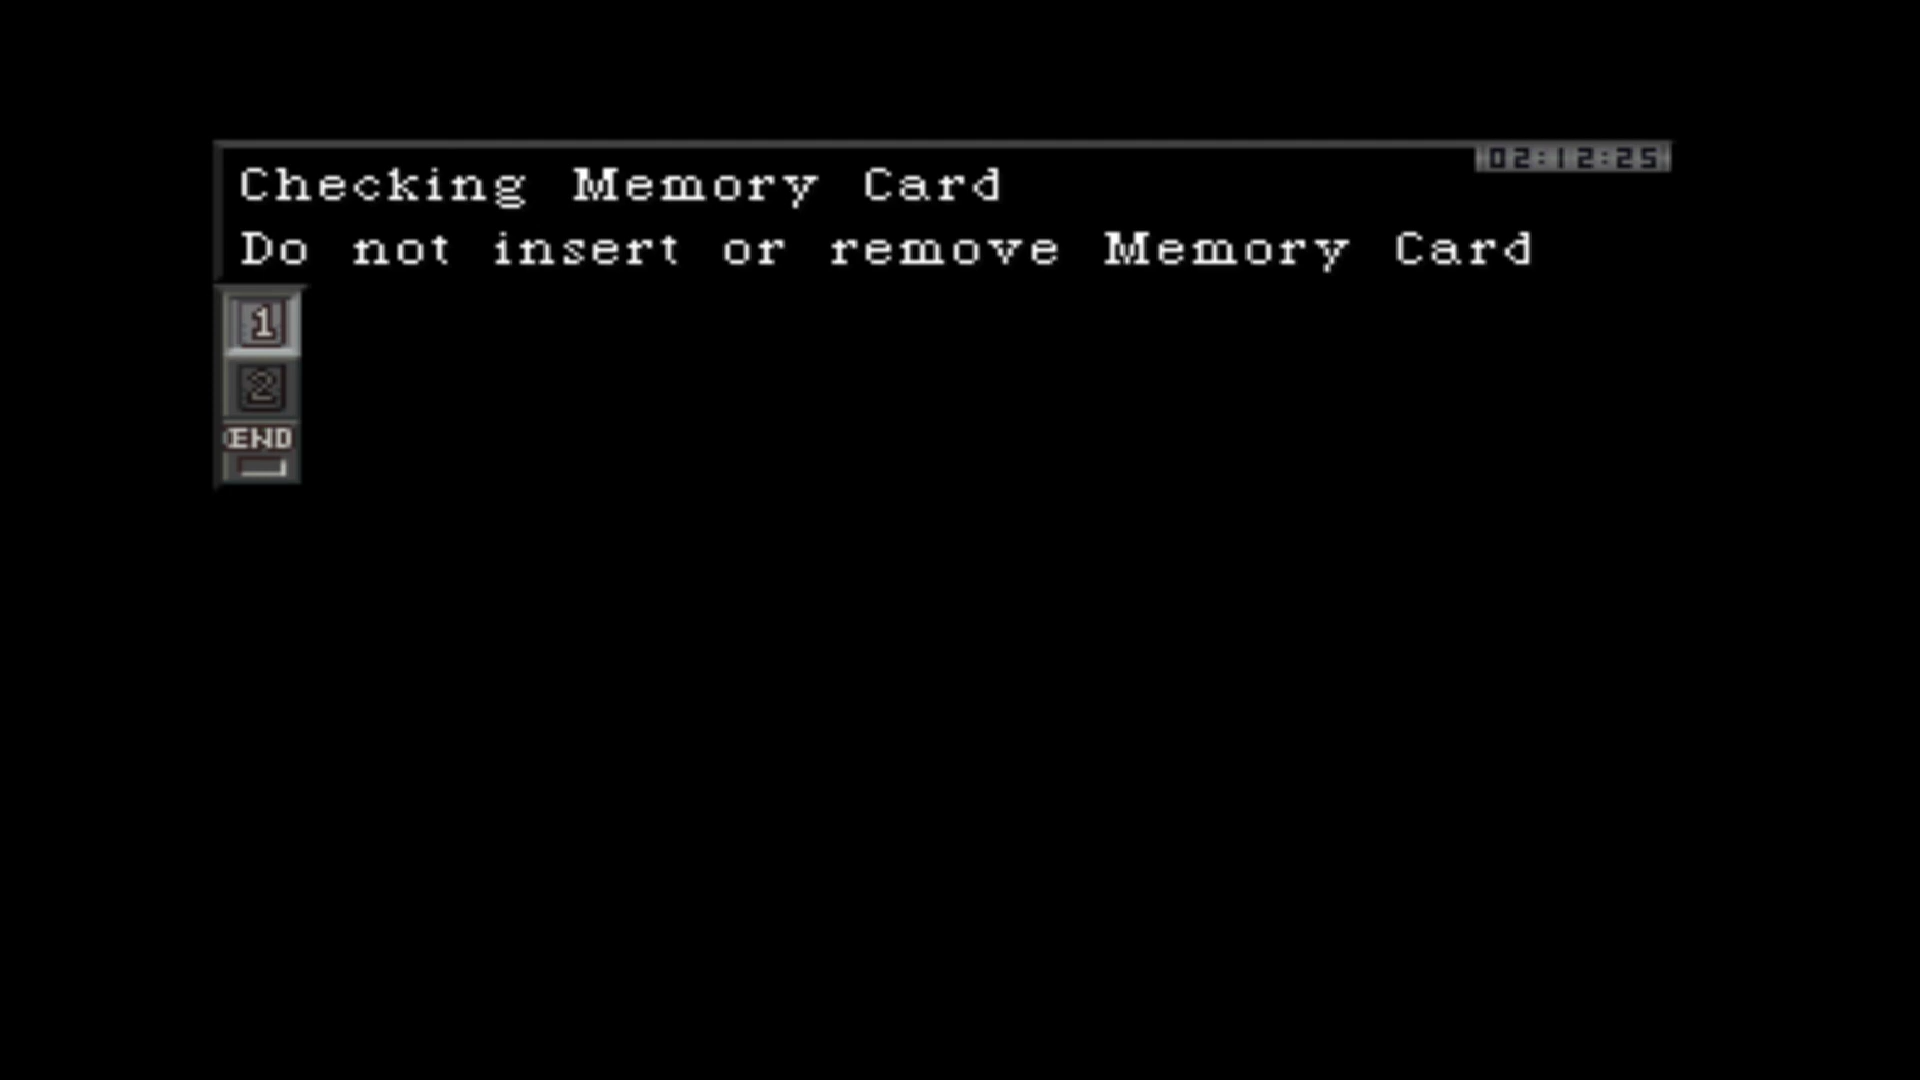 02:12:25
Checking Memory Card
Do not insert or remove Memory Card
1
2
END